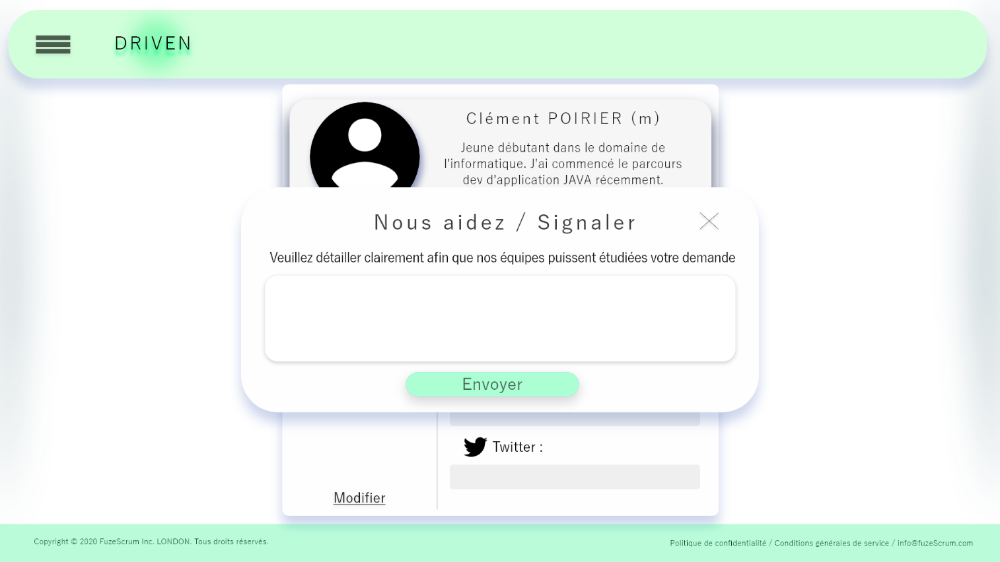 DRIVEN
Clément POIRIER (m)
Jeune débutant dans le domaine de
l'informatique. J'ai commencé le parcours
dev d'application JAVA récemment.
Nous aidez / Signaler
Veuillez détailler clairement afin que nos équipes puissent étudiées votre demande
Envoyer
Twitter :
Modifier
Copyright © 2020 FuzeScrum Inc. LONDON. Tous droits réservés.
Politique de confidentialité / Conditions générales de service / info@fuzeScrum.com